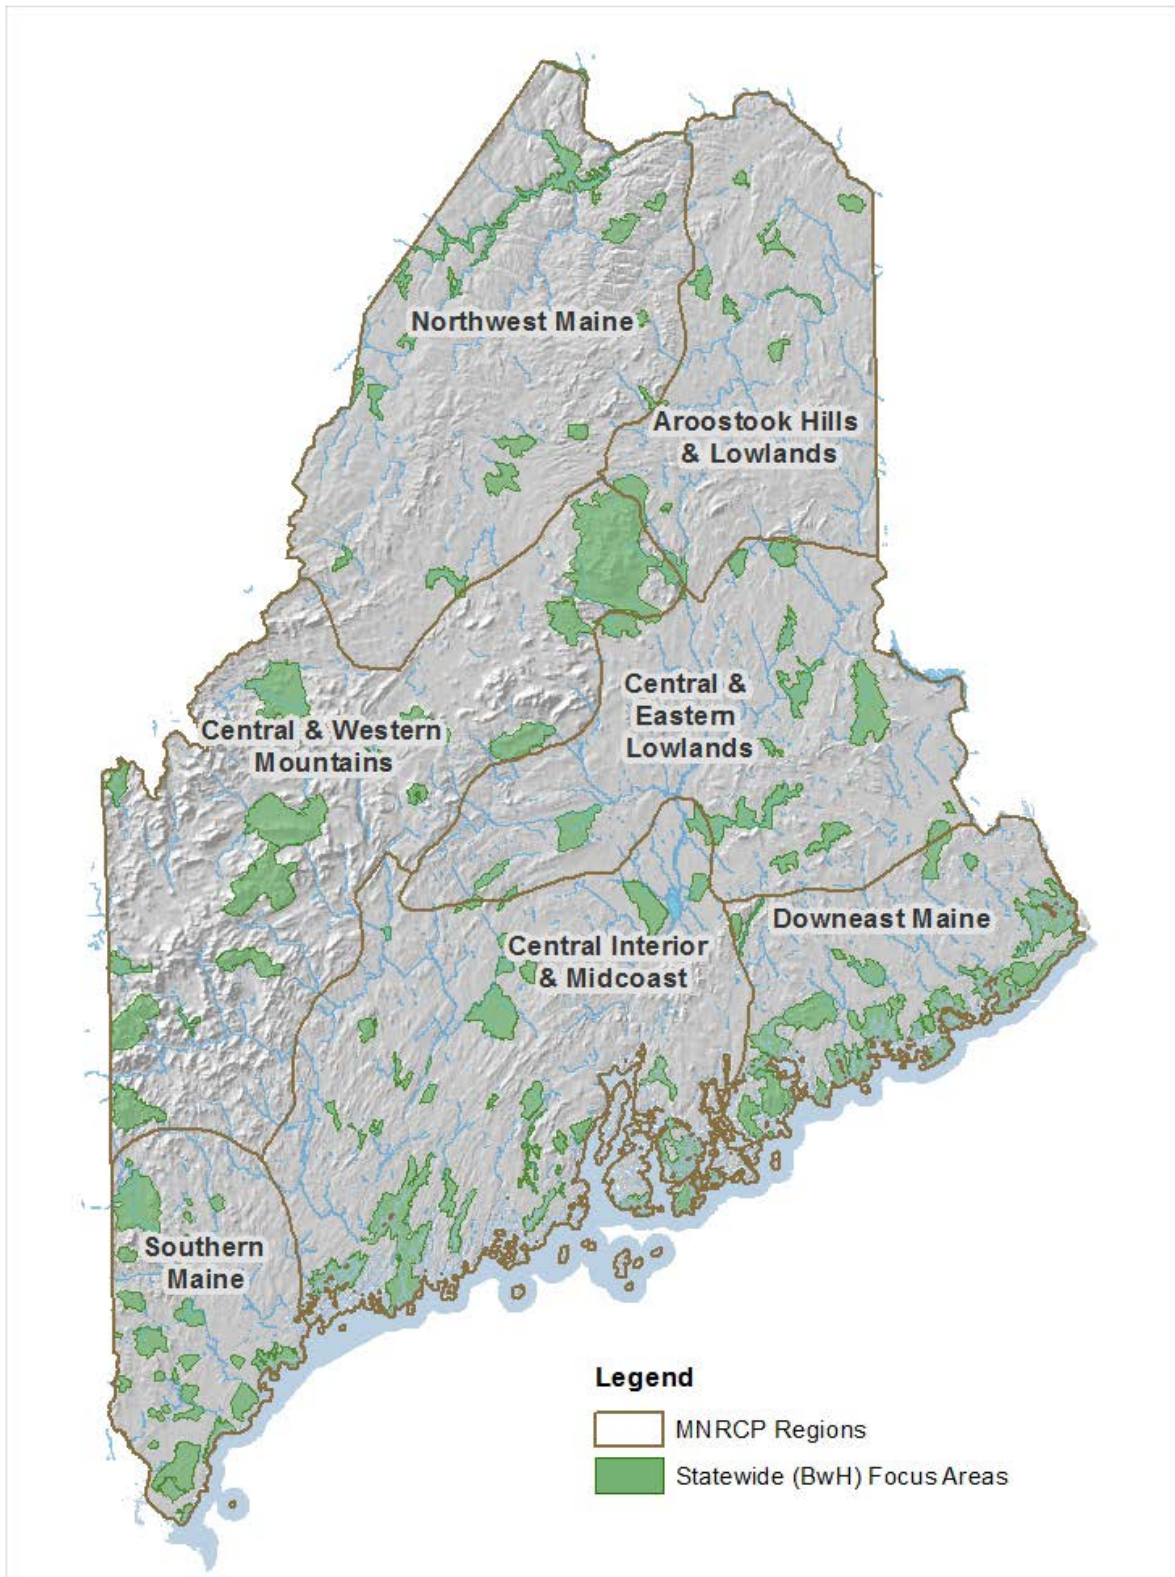 Northwest Maine
Aroostook Hills
& Lowlands
Central &
Eastern
Lowlands
Central & Western
Mountains
Downeast Maine
Central Interior
& Midcoast
Southern
Maine
Legend
MNRCP Regions
Statewide (BwH) Focus Areas